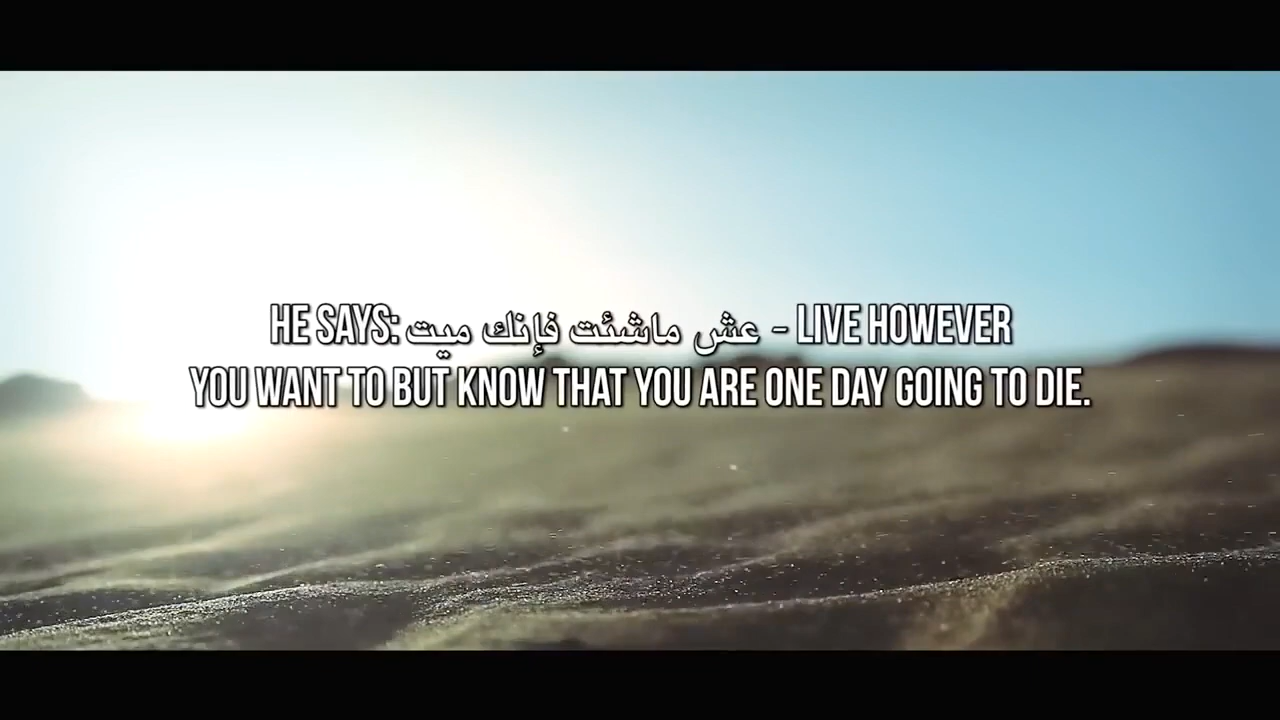 HE SAYS: عش ماشئت فإنك ميت - LIVE HOWEVER
YOU WANT TO BUT KNOW THAT YOU ARE ONE DAY GOING TO DIE.